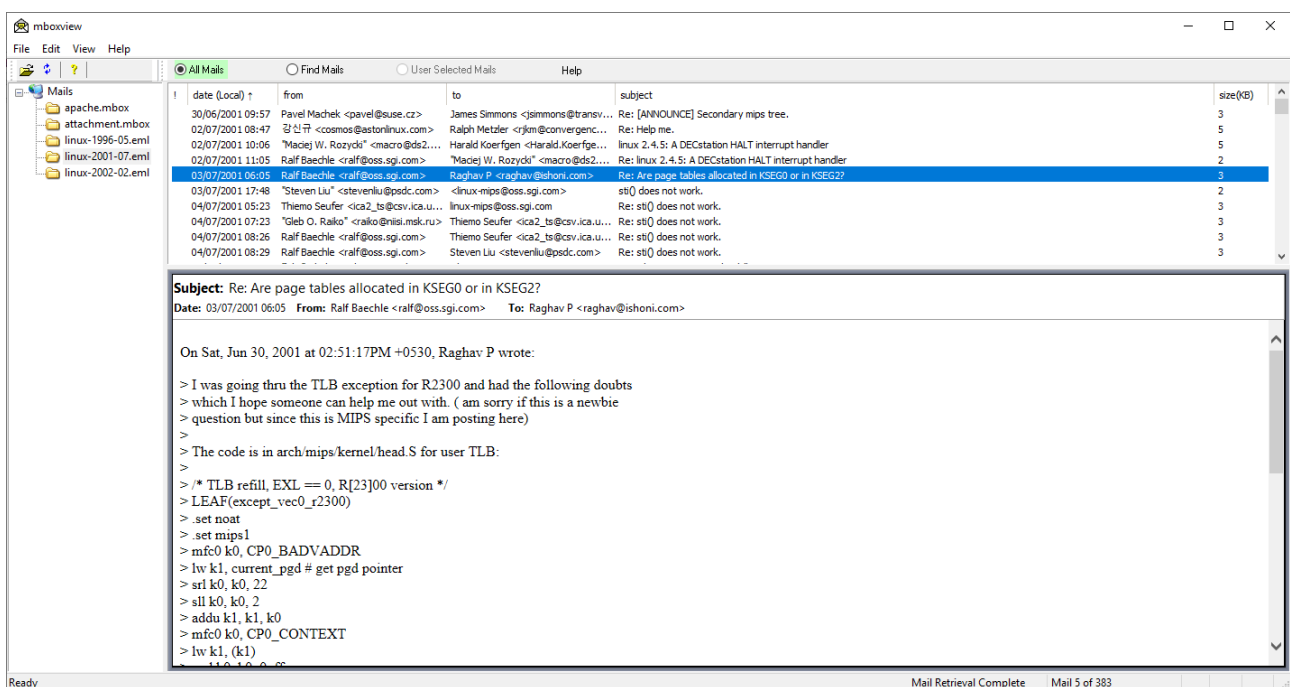 mboxview
File Edit View Help
All Mails Find Mails User Selected Mails Help
Mails
apache.mbox
attachment.mbox
linux-1996-05.eml
linux-2001-07.eml
linux-2002-02.eml
! date (Local) ↑ from to subject size(KB)
30/06/2001 09:57 Pavel Machek <pavel@suse.cz> James Simmons <jsimmons@transv... Re: [ANNOUNCE] Secondary mips tree. 3
02/07/2001 08:47 강신규 <cosmos@astonlinux.com> Ralph Metzler <rjkm@convergenc... Re: Help me. 5
02/07/2001 10:06 "Maciej W. Rozycki" <macro@ds2.... Harald Koerfgen <Harald.Koerfge... linux 2.4.5: A DECstation HALT interrupt handler 5
02/07/2001 11:05 Ralf Baechle <ralf@oss.sgi.com> "Maciej W. Rozycki" <macro@ds2.... Re: linux 2.4.5: A DECstation HALT interrupt handler 2
03/07/2001 06:05 Ralf Baechle <ralf@oss.sgi.com> Raghav P <raghav@ishoni.com> Re: Are page tables allocated in KSEG0 or in KSEG2? 3
03/07/2001 17:48 "Steven Liu" <stevenliu@psdc.com> <linux-mips@oss.sgi.com> sti() does not work. 2
04/07/2001 05:23 Thiemo Seufer <ica2_ts@csv.ica.u... linux-mips@oss.sgi.com Re: sti() does not work. 3
04/07/2001 07:23 "Gleb O. Raiko" <raiko@niisi.msk.ru> Thiemo Seufer <ica2_ts@csv.ica.u... Re: sti() does not work. 3
04/07/2001 08:26 Ralf Baechle <ralf@oss.sgi.com> Thiemo Seufer <ica2_ts@csv.ica.u... Re: sti() does not work. 3
04/07/2001 08:29 Ralf Baechle <ralf@oss.sgi.com> Steven Liu <stevenliu@psdc.com> Re: sti() does not work. 3
Subject: Re: Are page tables allocated in KSEG0 or in KSEG2?
Date: 03/07/2001 06:05 From: Ralf Baechle <ralf@oss.sgi.com> To: Raghav P <raghav@ishoni.com>
On Sat, Jun 30, 2001 at 02:51:17PM +0530, Raghav P wrote:
> I was going thru the TLB exception for R2300 and had the following doubts
> which I hope someone can help me out with. ( am sorry if this is a newbie
> question but since this is MIPS specific I am posting here)
>
> The code is in arch/mips/kernel/head.S for user TLB:
>
> /* TLB refill, EXL == 0, R[23]00 version */
> LEAF(except_vec0_r2300)
> .set noat
> .set mips1
> mfc0 k0, CP0_BADVADDR
> lw k1, current_pgd # get pgd pointer
> srl k0, k0, 22
> sll k0, k0, 2
> addu k1, k1, k0
> mfc0 k0, CP0_CONTEXT
> lw k1, (k1)
Ready Mail Retrieval Complete Mail 5 of 383